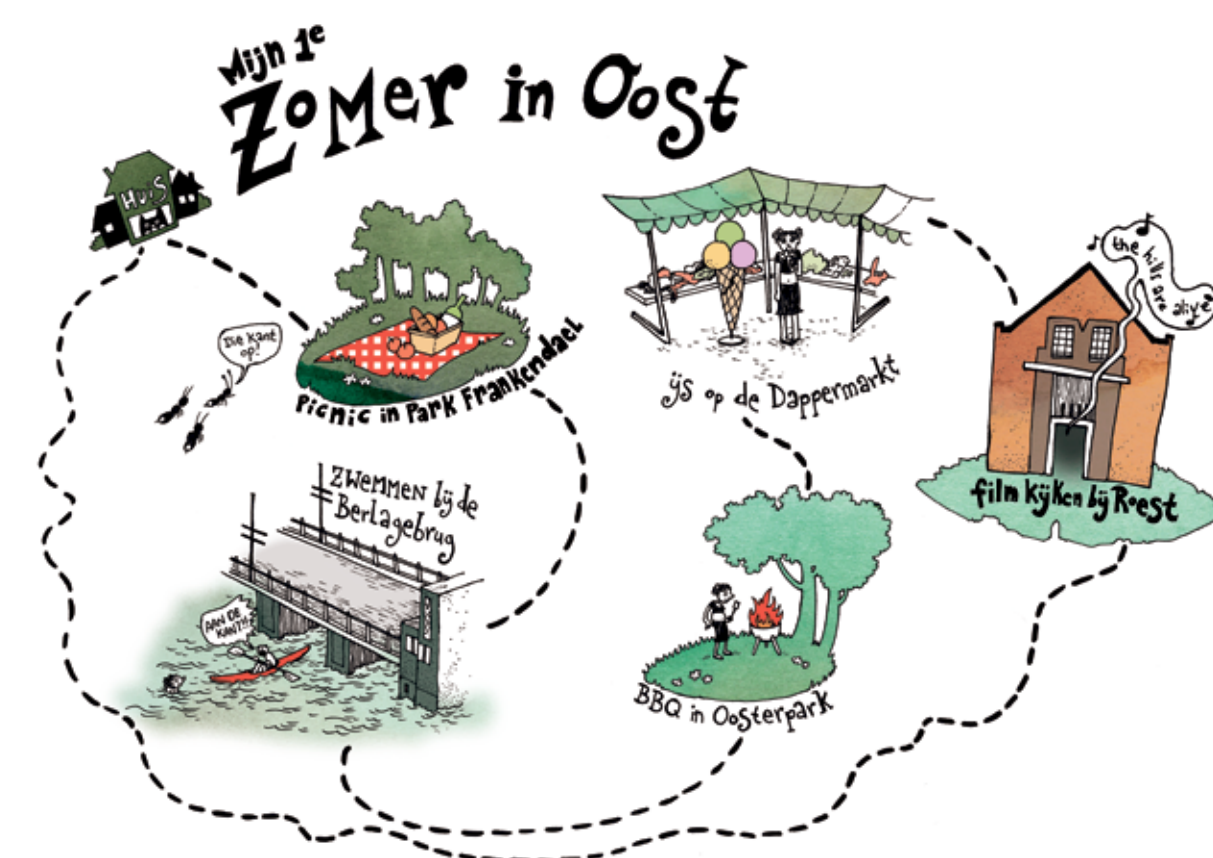 Mijn 1e
Zomer in Oost
HUIS
Die kant
op!
Picnic in Park Frankendael
ijs op de Dappermarkt
the hills
are alive
film kijken bij Roest
ZWEMMEN bij de
Berlagebrug
AAN DE
KANT!!
BBQ in Oosterpark